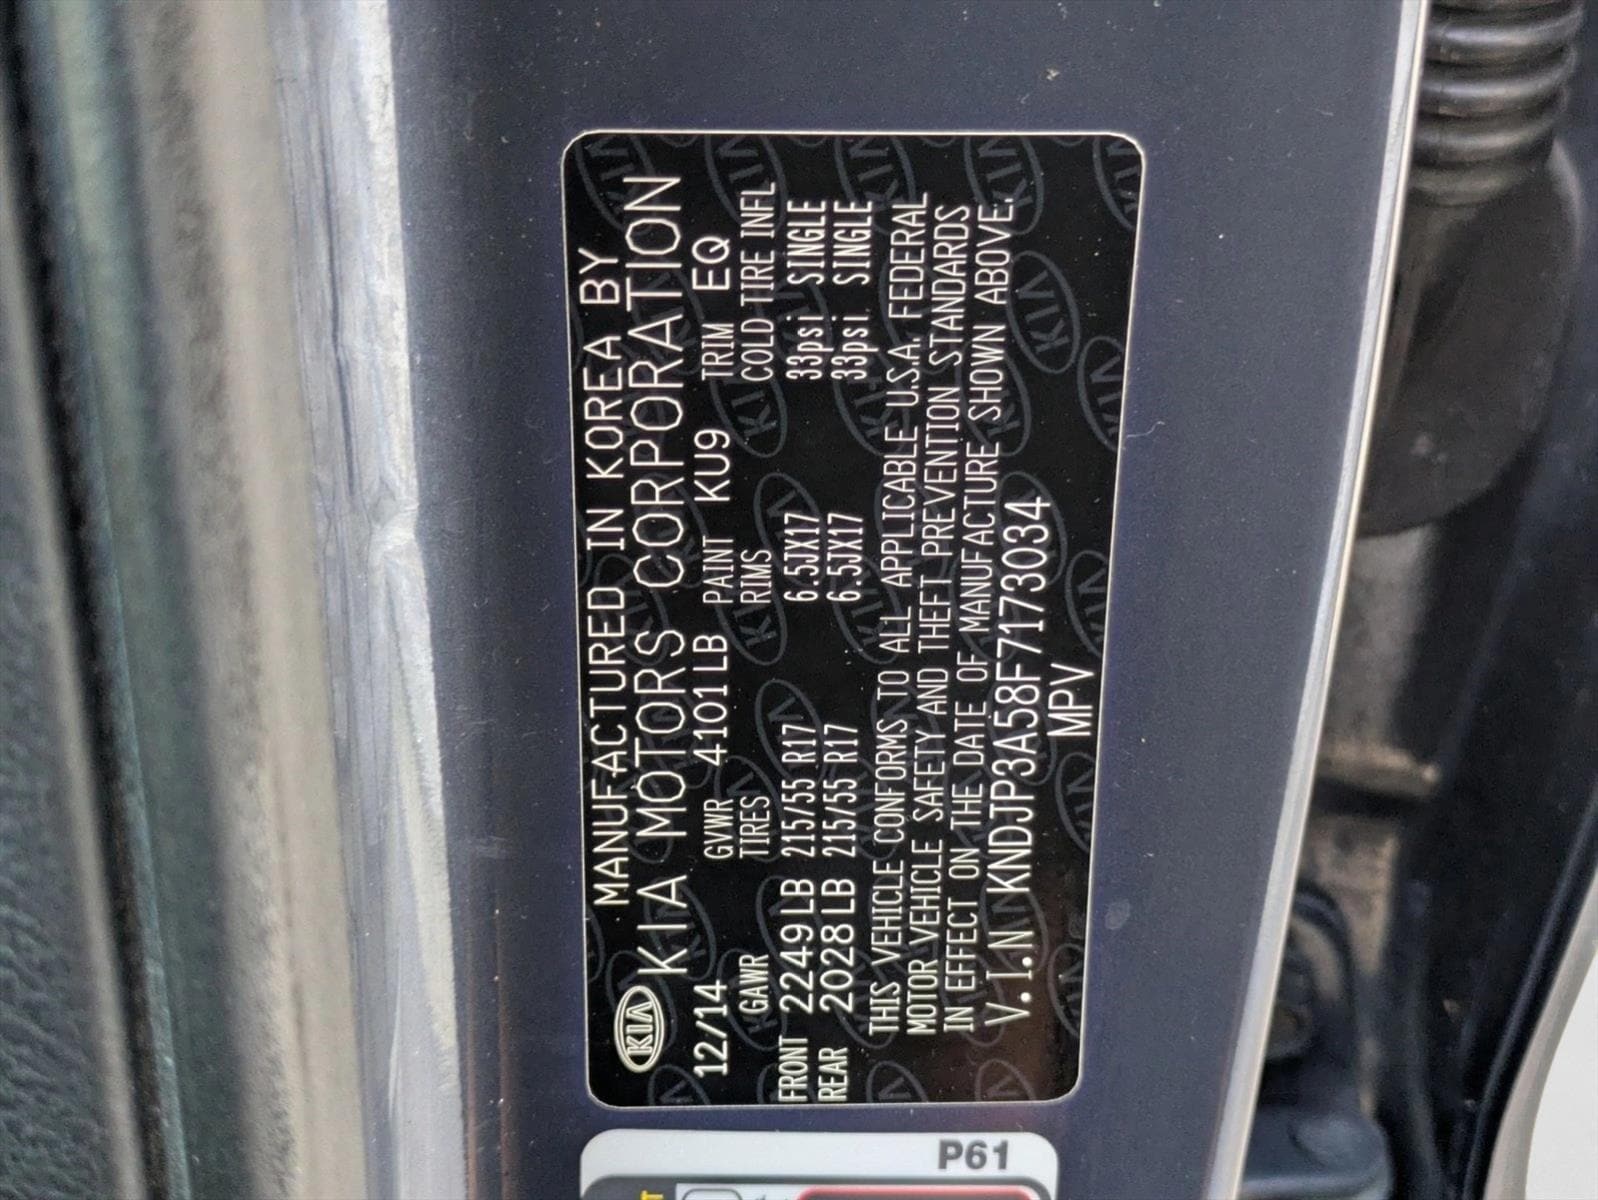 MANUFACTURED IN KOREA BY
KIA KIA MOTORS CORPORATION
12/14 GVWR 4101LB PAINT KU9 TRIM EQ
GAWR TIRES RIMS COLD TIRE INFL
FRONT 2249LB 215/55 R17 6.5JX17 33psi SINGLE
REAR 2028LB 215/55 R17 6.5JX17 33psi SINGLE
THIS VEHICLE CONFORMS TO ALL APPLICABLE U.S.A. FEDERAL
MOTOR VEHICLE SAFETY AND THEFT PREVENTION STANDARDS
IN EFFECT ON THE DATE OF MANUFACTURE SHOWN ABOVE.
V.I.N KNDJP3A58F7173034
MPV
P61